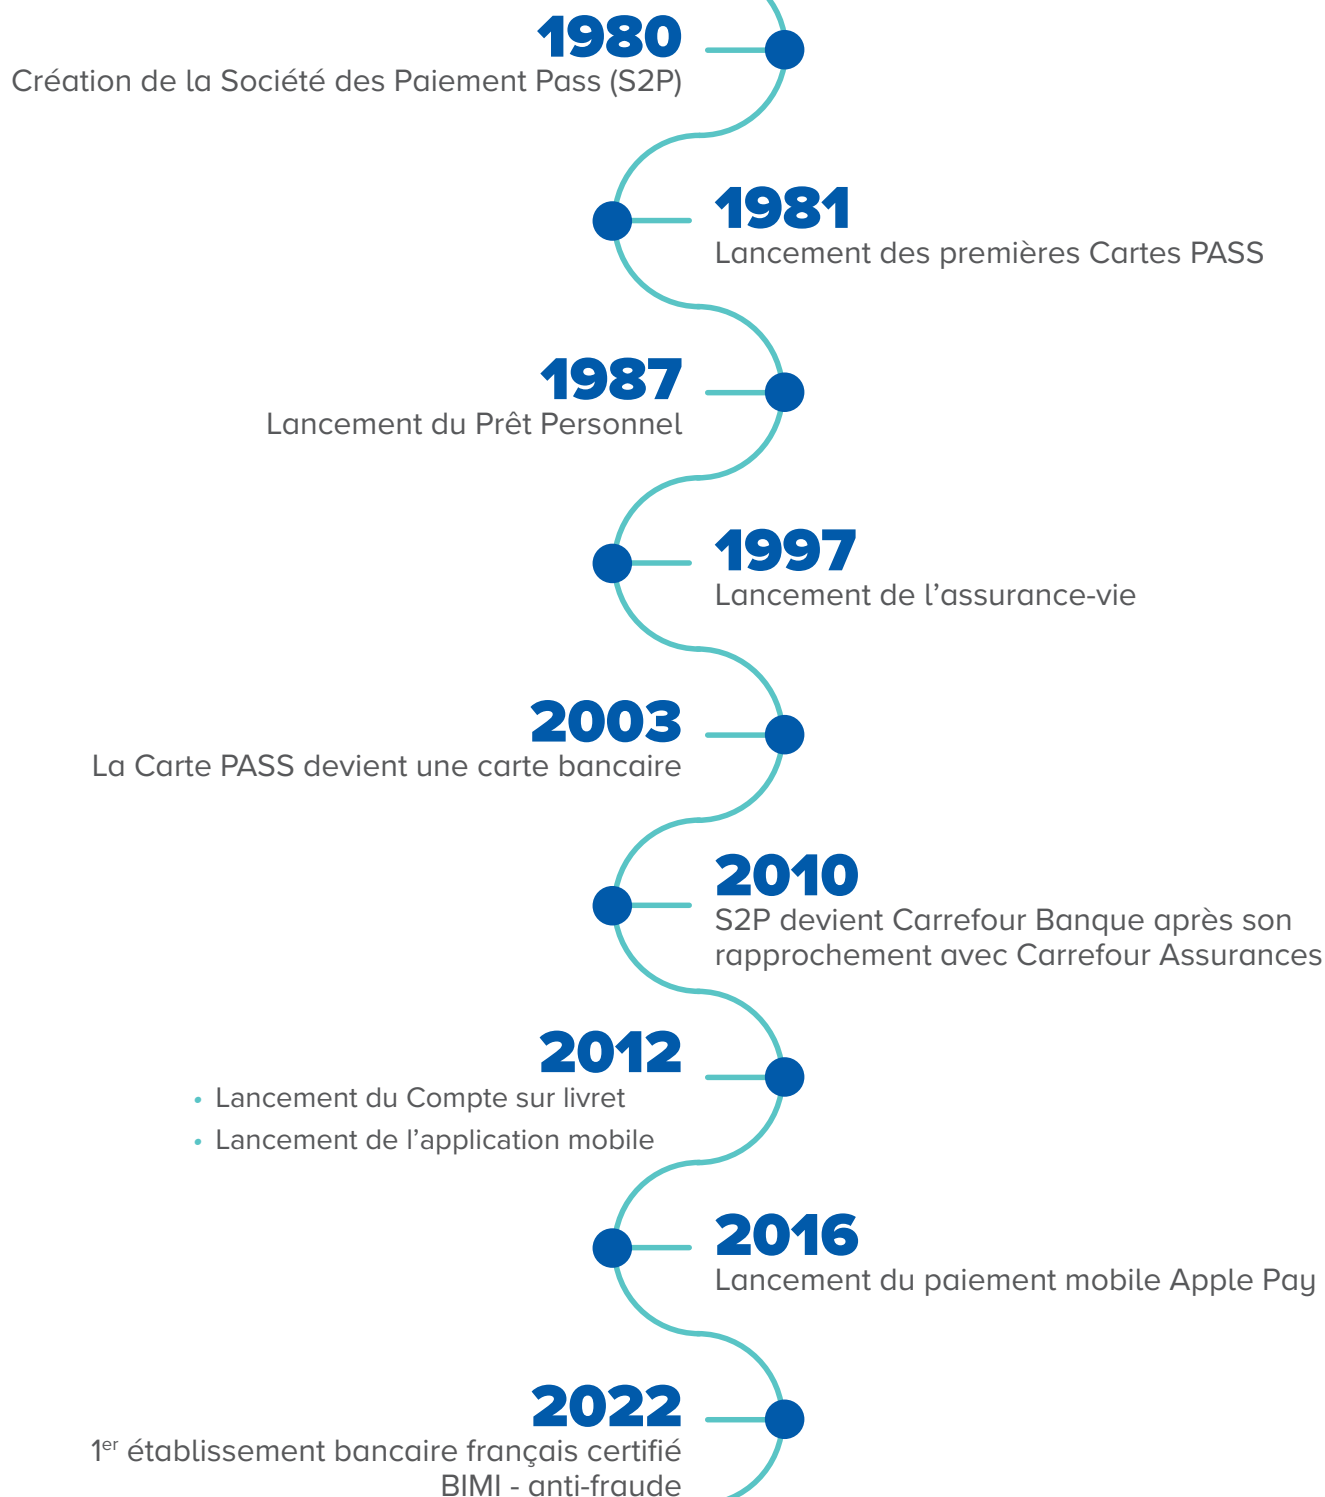 1980
Création de la Société des Paiement Pass (S2P)
1981
Lancement des premières Cartes PASS
1987
Lancement du Prêt Personnel
1997
Lancement de l’assurance-vie
2003
La Carte PASS devient une carte bancaire
2010
S2P devient Carrefour Banque après son
rapprochement avec Carrefour Assurances
2012
• Lancement du Compte sur livret
• Lancement de l’application mobile
2016
Lancement du paiement mobile Apple Pay
2022
1er établissement bancaire français certifié
BIMI - anti-fraude